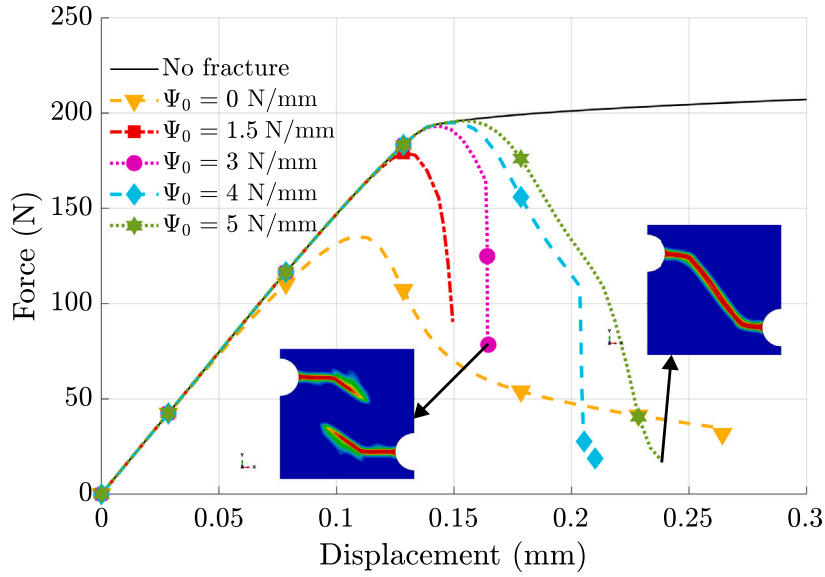 250
200
150
100
50
0
Force (N)
No fracture
Ψ₀ = 0 N/mm
Ψ₀ = 1.5 N/mm
Ψ₀ = 3 N/mm
Ψ₀ = 4 N/mm
Ψ₀ = 5 N/mm
Y
X
Y
X
0 0.05 0.1 0.15 0.2 0.25 0.3
Displacement (mm)